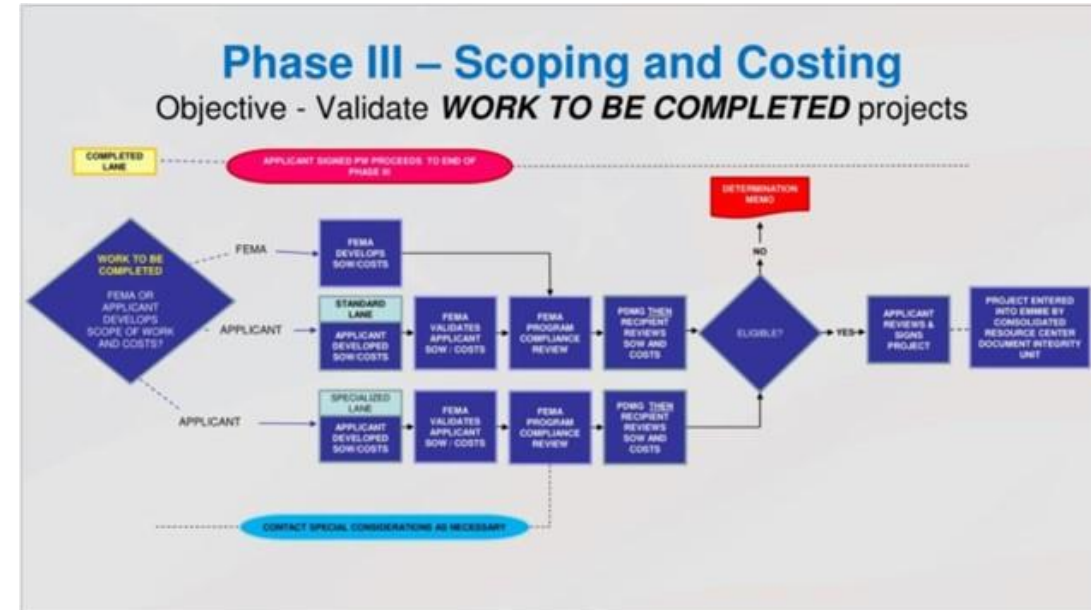 Phase III – Scoping and Costing
Objective - Validate WORK TO BE COMPLETED projects
COMPLETED
LANE
APPLICANT SIGNED PW PROCEEDS TO END OF
PHASE III
DETERMINATION
MEMO
WORK TO BE
COMPLETED
FEMA OR
APPLICANT
DEVELOPS
SCOPE OF WORK
AND COSTS?
FEMA
FEMA
DEVELOPS
SOW/COSTS
NO
APPLICANT
STANDARD
LANE
APPLICANT
DEVELOPED
SOW/COSTS
FEMA
VALIDATES
APPLICANT
SOW / COSTS
FEMA
PROGRAM
COMPLIANCE
REVIEW
PDMG THEN
RECIPIENT
REVIEWS
SOW AND
COSTS
ELIGIBLE?
YES
APPLICANT
REVIEWS &
SIGNS
PROJECT
PROJECT ENTERED
INTO EMMIE BY
CONSOLIDATED
RESOURCE CENTER
DOCUMENT INTEGRITY
UNIT
APPLICANT
SPECIALIZED
LANE
APPLICANT
DEVELOPED
SOW/COSTS
FEMA
VALIDATES
APPLICANT
SOW / COSTS
FEMA
PROGRAM
COMPLIANCE
REVIEW
PDMG THEN
RECIPIENT
REVIEWS
SOW AND
COSTS
CONTACT SPECIAL CONSIDERATIONS AS NECESSARY